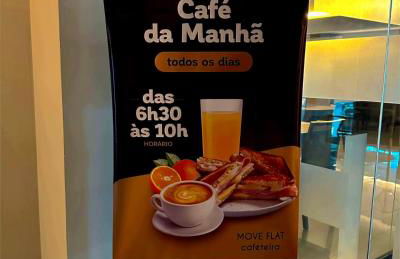 Café
da Manhã
todos os dias
das
6h30
às 10h
HORÁRIO
MOVE FLAT
cafeteria